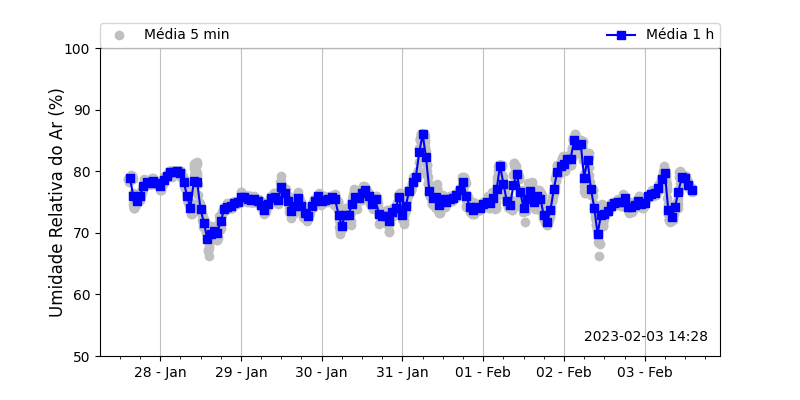 Média 5 min
Média 1 h
100
90
80
70
60
50
Umidade Relativa do Ar (%)
2023-02-03 14:28
28 - Jan
29 - Jan
30 - Jan
31 - Jan
01 - Feb
02 - Feb
03 - Feb